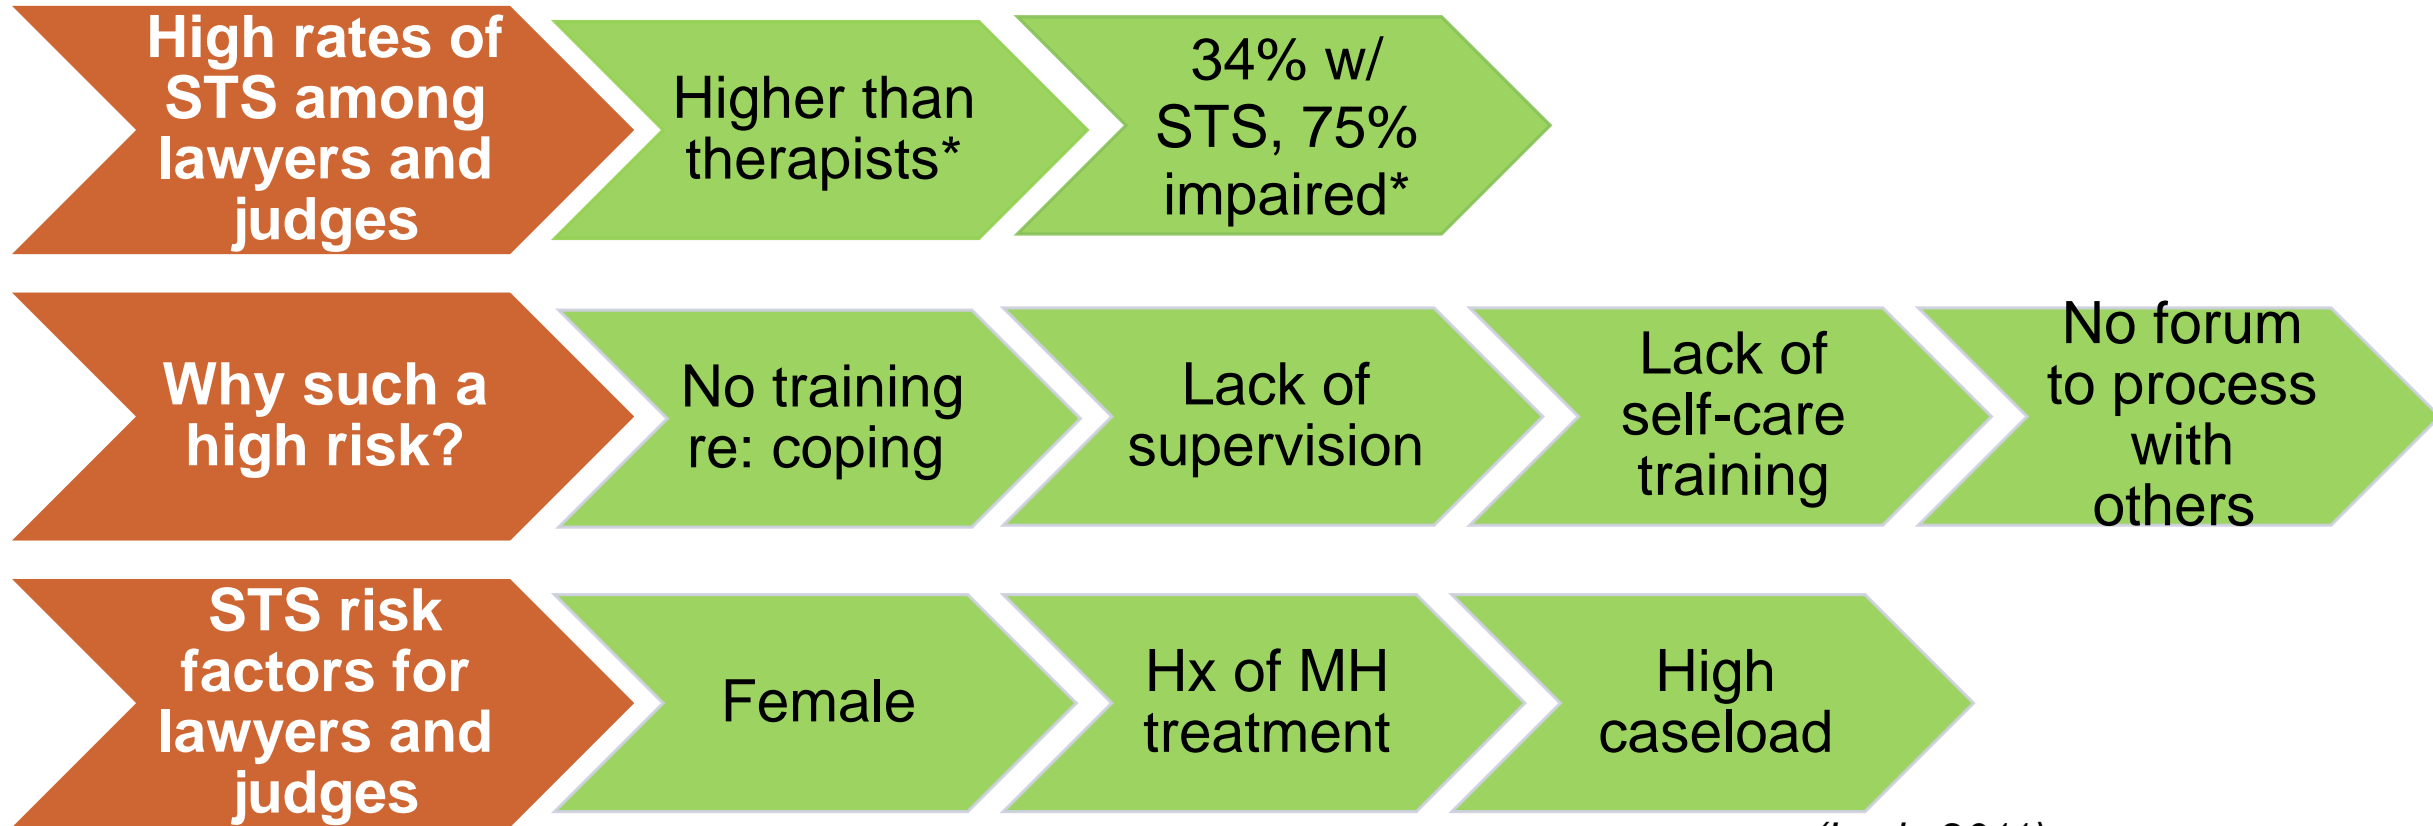 High rates of
STS among
lawyers and
judges
Higher than
therapists*
34% w/
STS, 75%
impaired*
Why such a
high risk?
No training
re: coping
Lack of
supervision
Lack of
self-care
training
No forum
to process
with
others
STS risk
factors for
lawyers and
judges
Female
Hx of MH
treatment
High
caseload
2011)